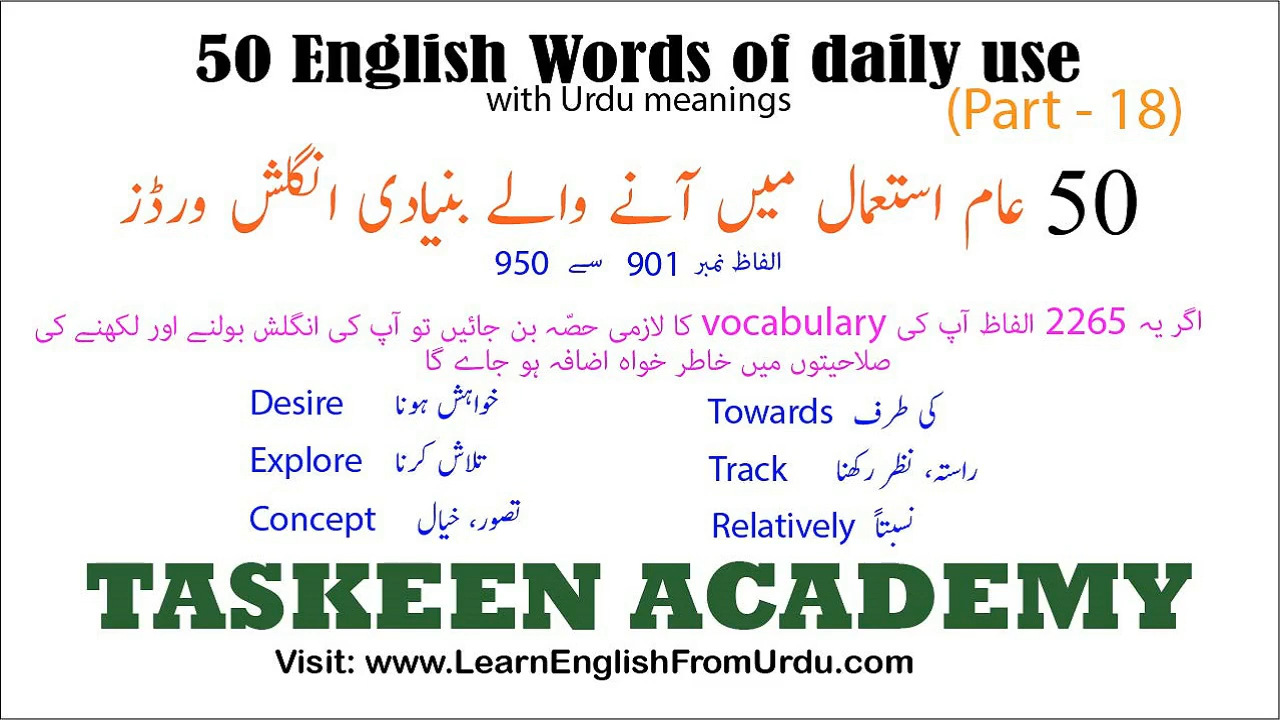 50 English Words of daily use
with Urdu meanings
(Part - 18)
50 عام استعمال میں آنے والے بنیادی انگلش ورڈز
الفاظ نمبر 901 سے 950
اگر یہ 2265 الفاظ آپ کی vocabulary کا لازمی حصّہ بن جائیں تو آپ کی انگلش بولنے اور لکھنے کی
صلاحیتوں میں خاطر خواہ اضافہ ہو جاے گا
Desire خواہش ہونا
Towards کی طرف
Explore تلاش کرنا
Track راستہ، نظر رکھنا
Concept تصور، خیال
Relatively نسبتاً
TASKEEN ACADEMY
Visit: www.LearnEnglishFromUrdu.com